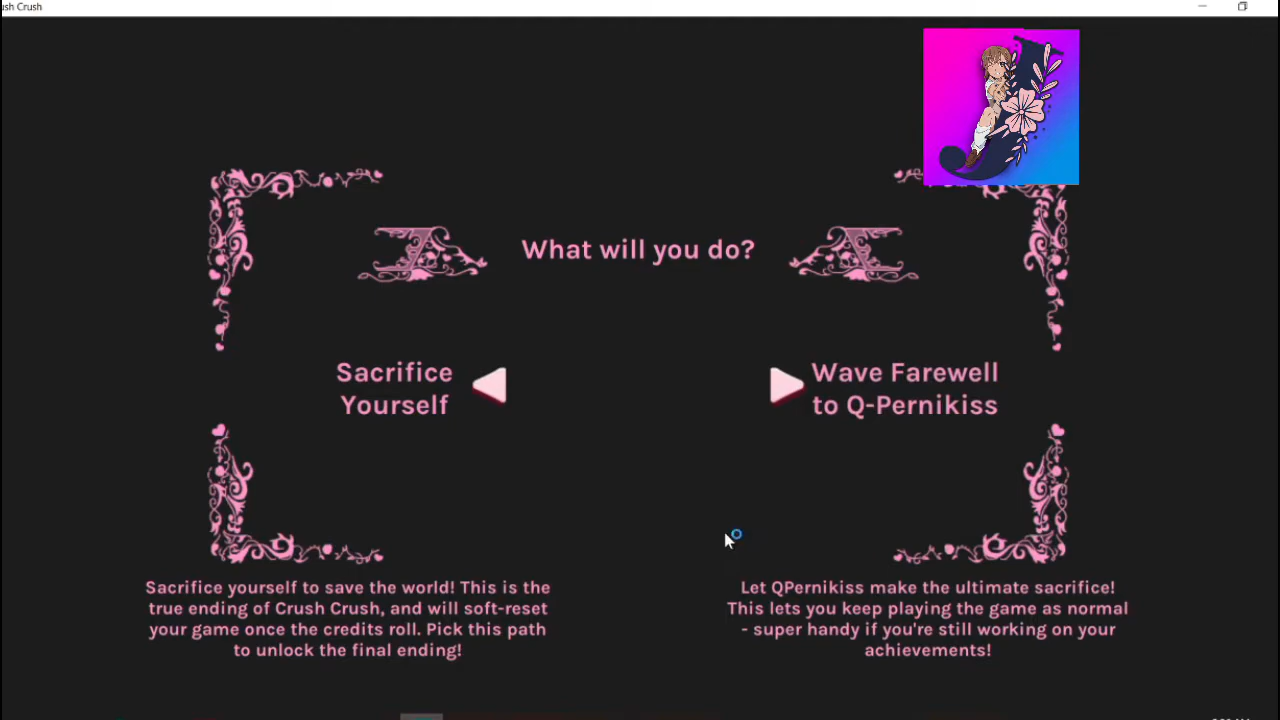 ush Crush
What will you do?
Sacrifice
Yourself
Wave Farewell
to Q-Pernikiss
Sacrifice yourself to save the world! This is the
true ending of Crush Crush, and will soft-reset
your game once the credits roll. Pick this path
to unlock the final ending!
Let QPernikiss make the ultimate sacrifice!
This lets you keep playing the game as normal
- super handy if you're still working on your
achievements!